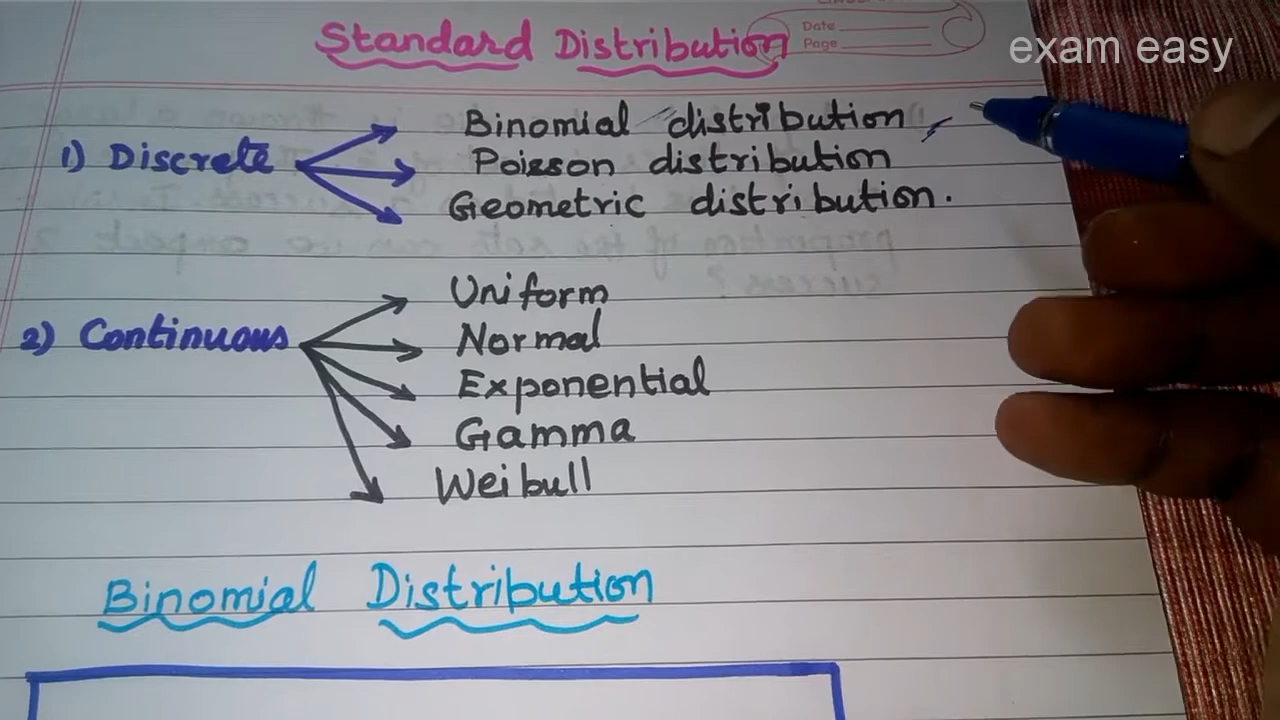 Standard Distribution
Date
Page
exam easy
1) Discrete
Binomial distribution,
Poisson distribution
Geometric distribution.
2) Continuous
Uniform
Normal
Exponential
Gamma
Weibull
Binomial Distribution